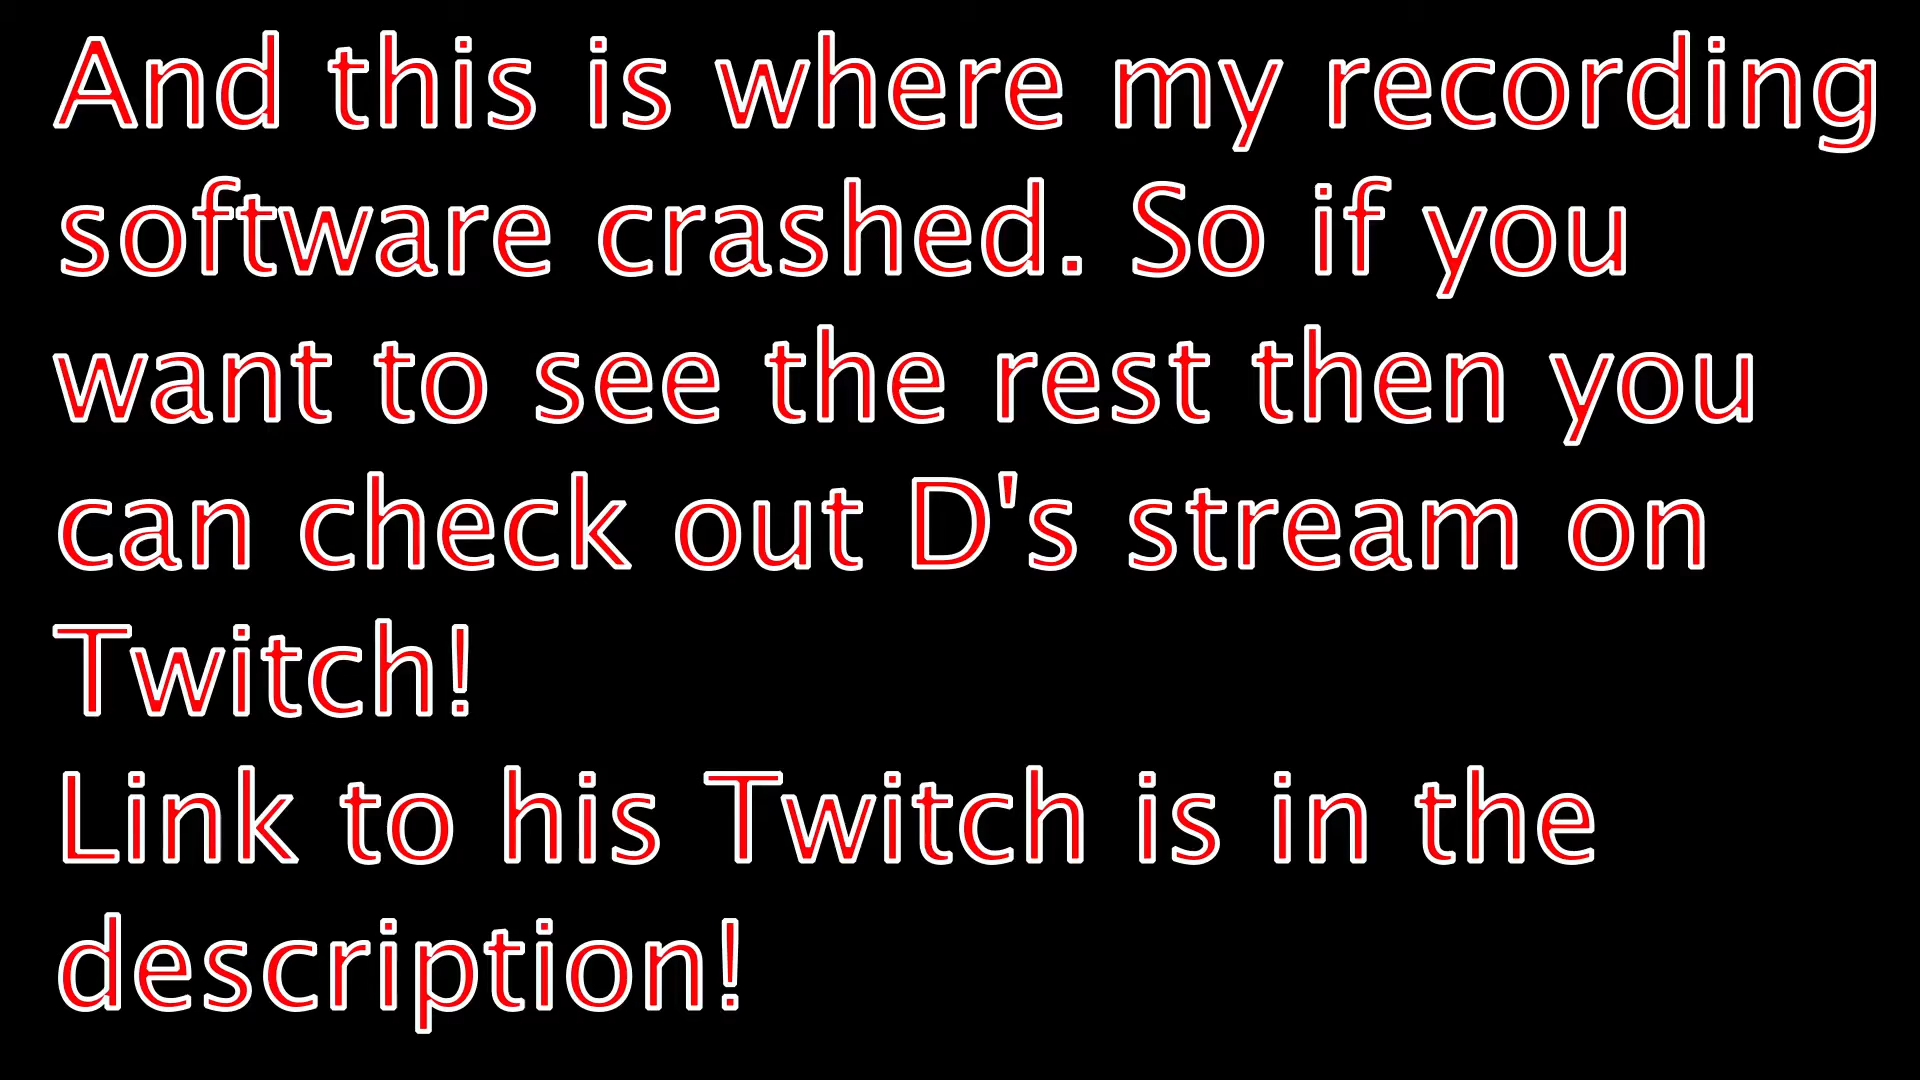 And this is where my recording
software crashed. So if you
want to see the rest then you
can check out D's stream on
Twitch!
Link to his Twitch is in the
description!